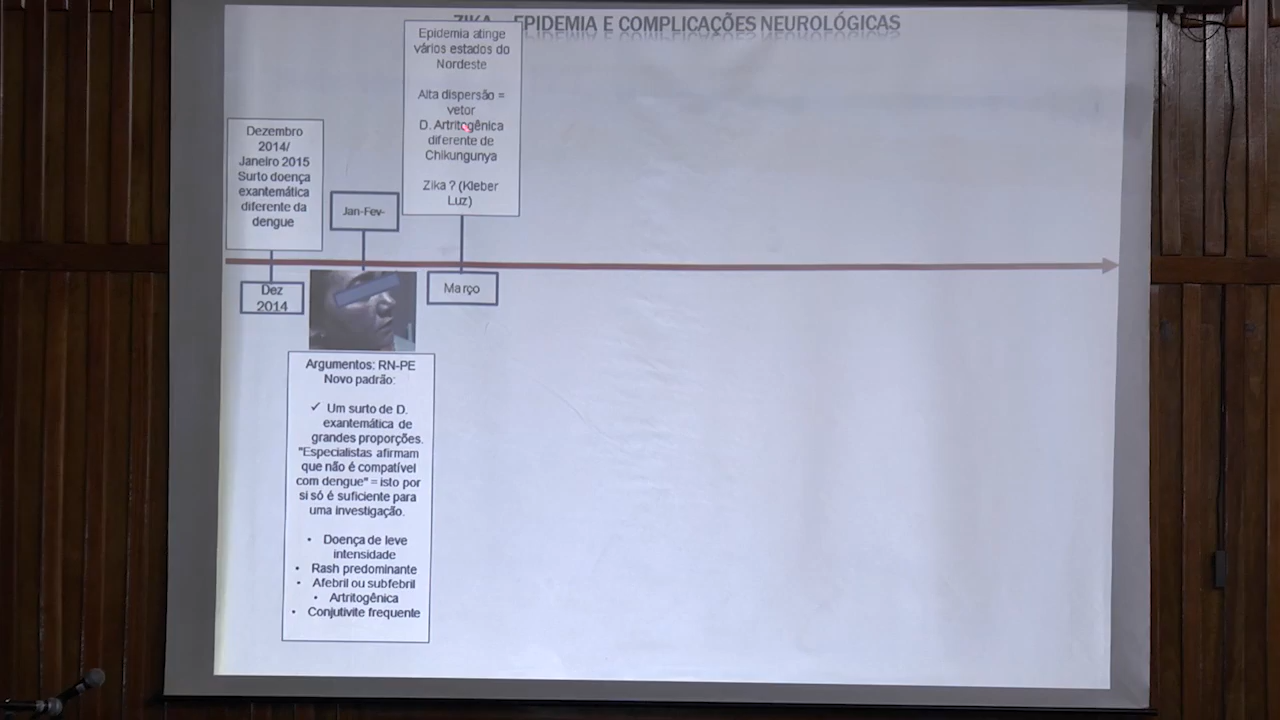 ZIKA EPIDEMIA E COMPLICAÇÕES NEUROLÓGICAS
Epidemia atinge
vários estados do
Nordeste
Alta dispersão =
vetor
D. Artritogênica
diferente de
Chikungunya
Zika ? (Kleber
Luz)
Dezembro
2014/
Janeiro 2015
Surto doença
exantemática
diferente da
dengue
Jan-Fev-
Dez
2014
Março
Argumentos: RN-PE
Novo padrão:
✓ Um surto de D.
exantemática de
grandes proporções.
"Especialistas afirmam
que não é compatível
com dengue" = isto por
si só é suficiente para
uma investigação.
• Doença de leve
intensidade
• Rash predominante
• Afebril ou subfebril
• Artritogênica
• Conjutivite frequente